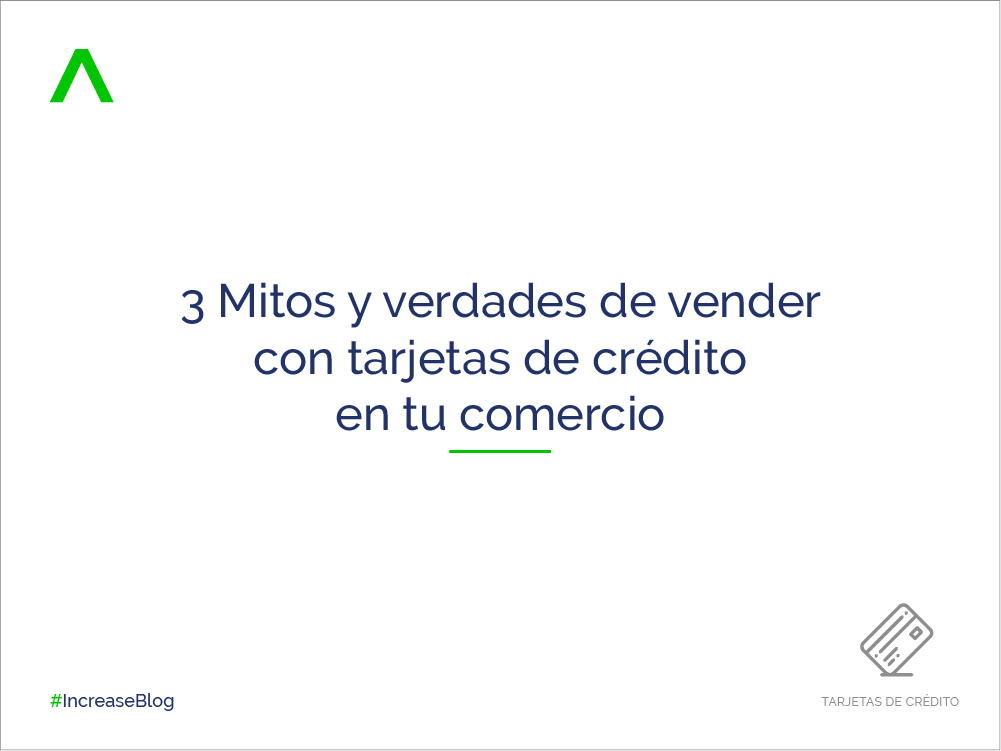 3 Mitos y verdades de vender
con tarjetas de crédito
en tu comercio
#IncreaseBlog
TARJETAS DE CRÉDITO